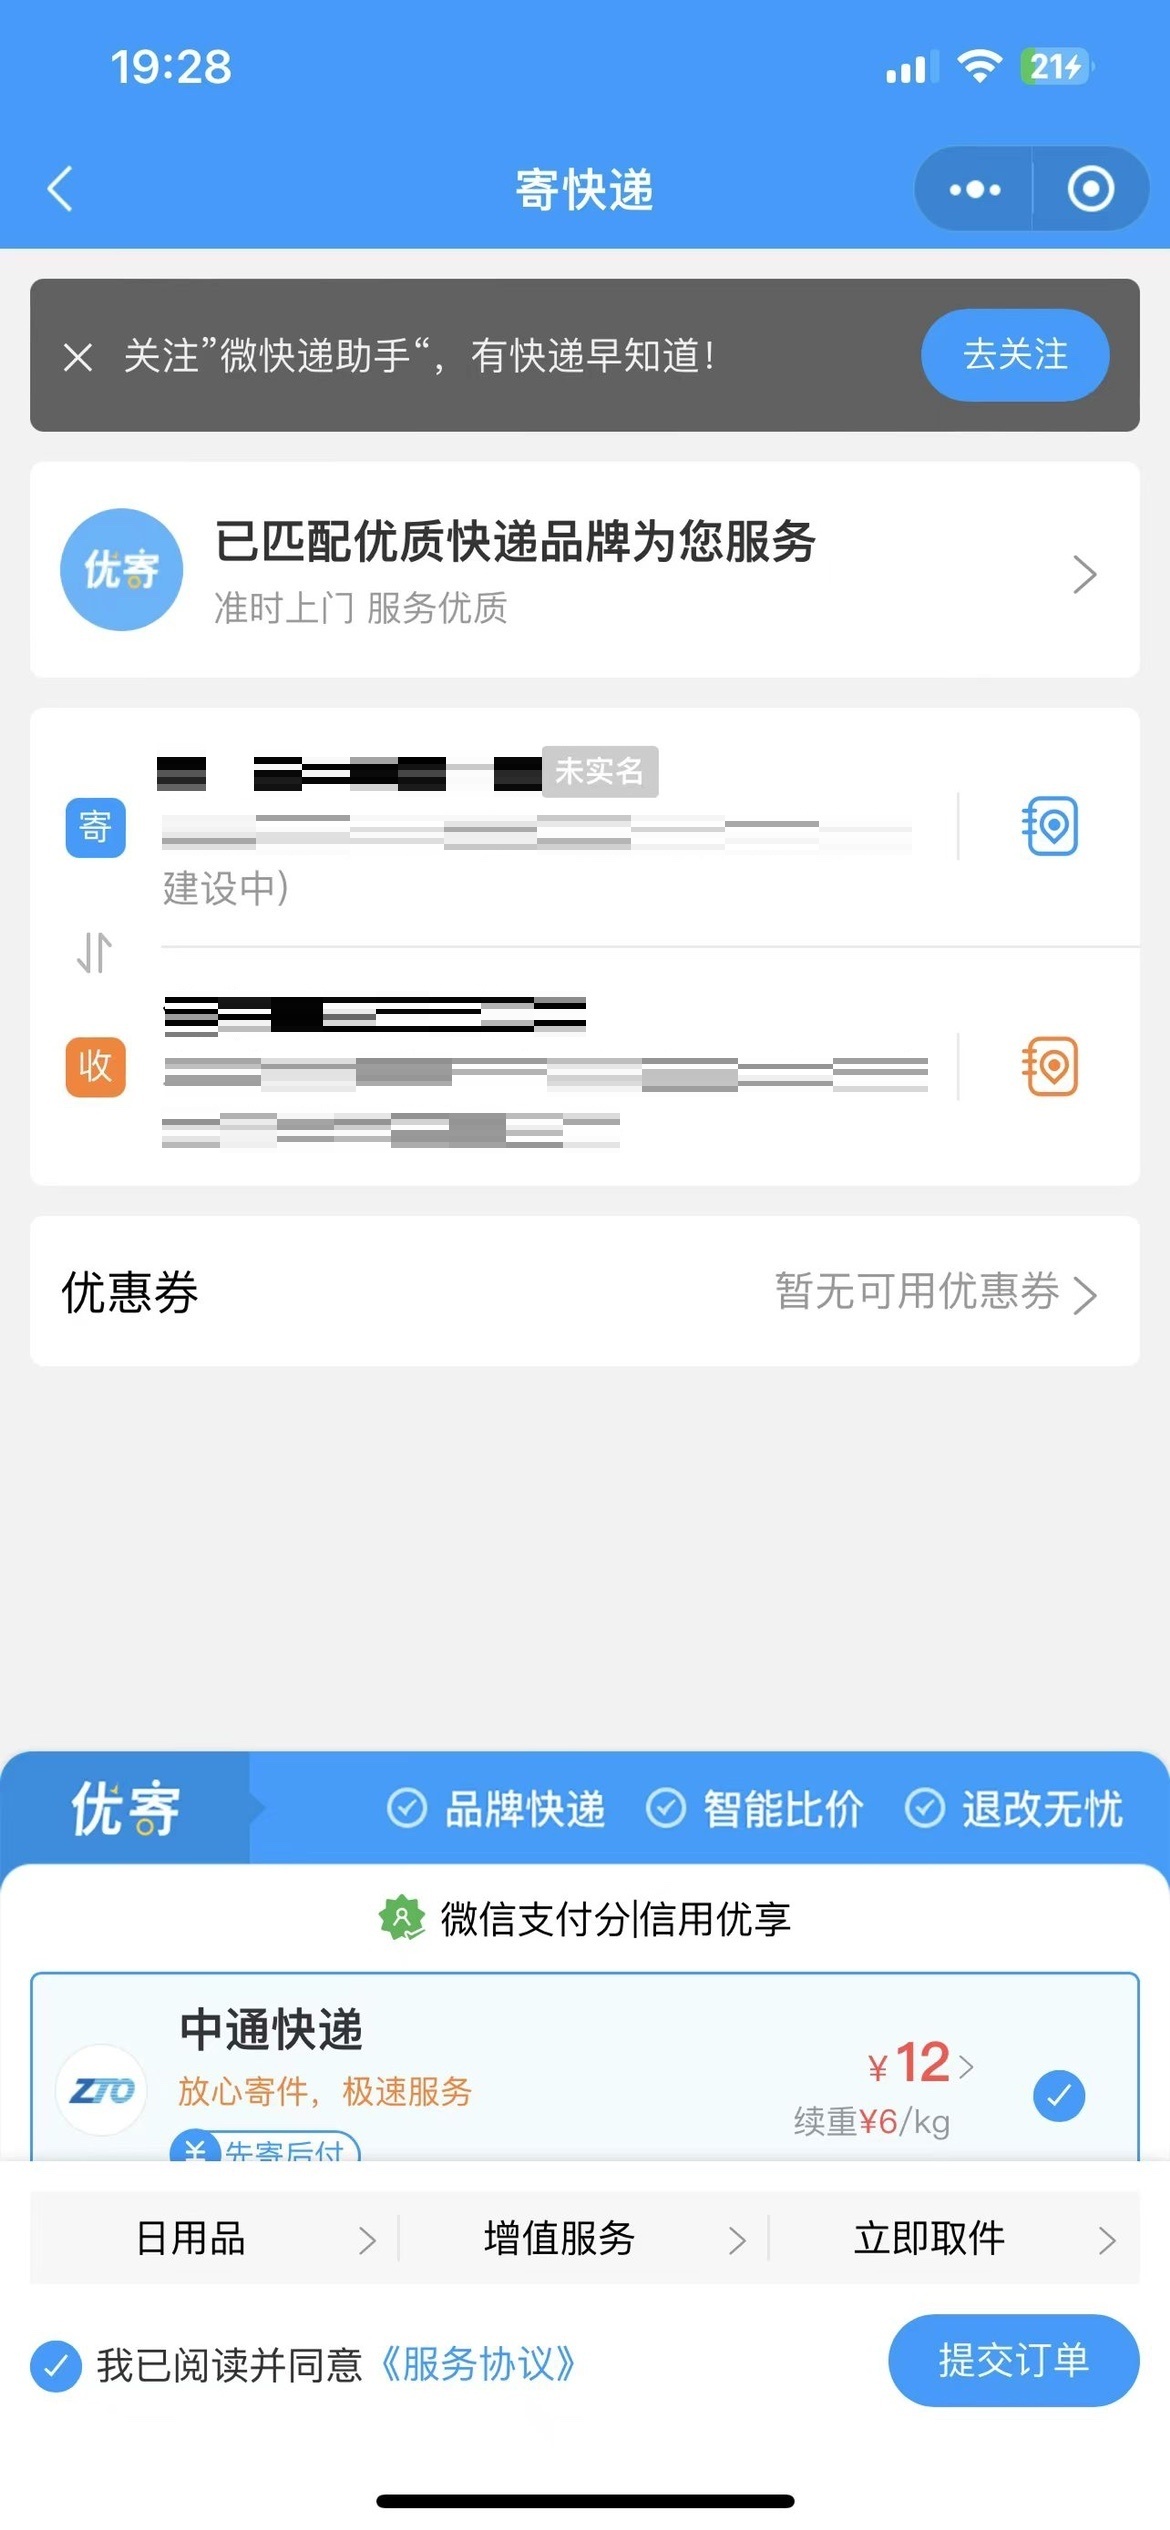 19:28
21
寄快递
关注”微快递助手“，有快递早知道！
去关注
优寄
已匹配优质快递品牌为您服务
准时上门 服务优质
未实名
寄
建设中）
收
优惠券
暂无可用优惠券
优寄
品牌快递
智能比价
退改无忧
微信支付分|信用优享
中通快递
ZTO
放心寄件，极速服务
¥12
续重¥6/kg
¥ 先寄后付
日用品
增值服务
立即取件
我已阅读并同意《服务协议》
提交订单